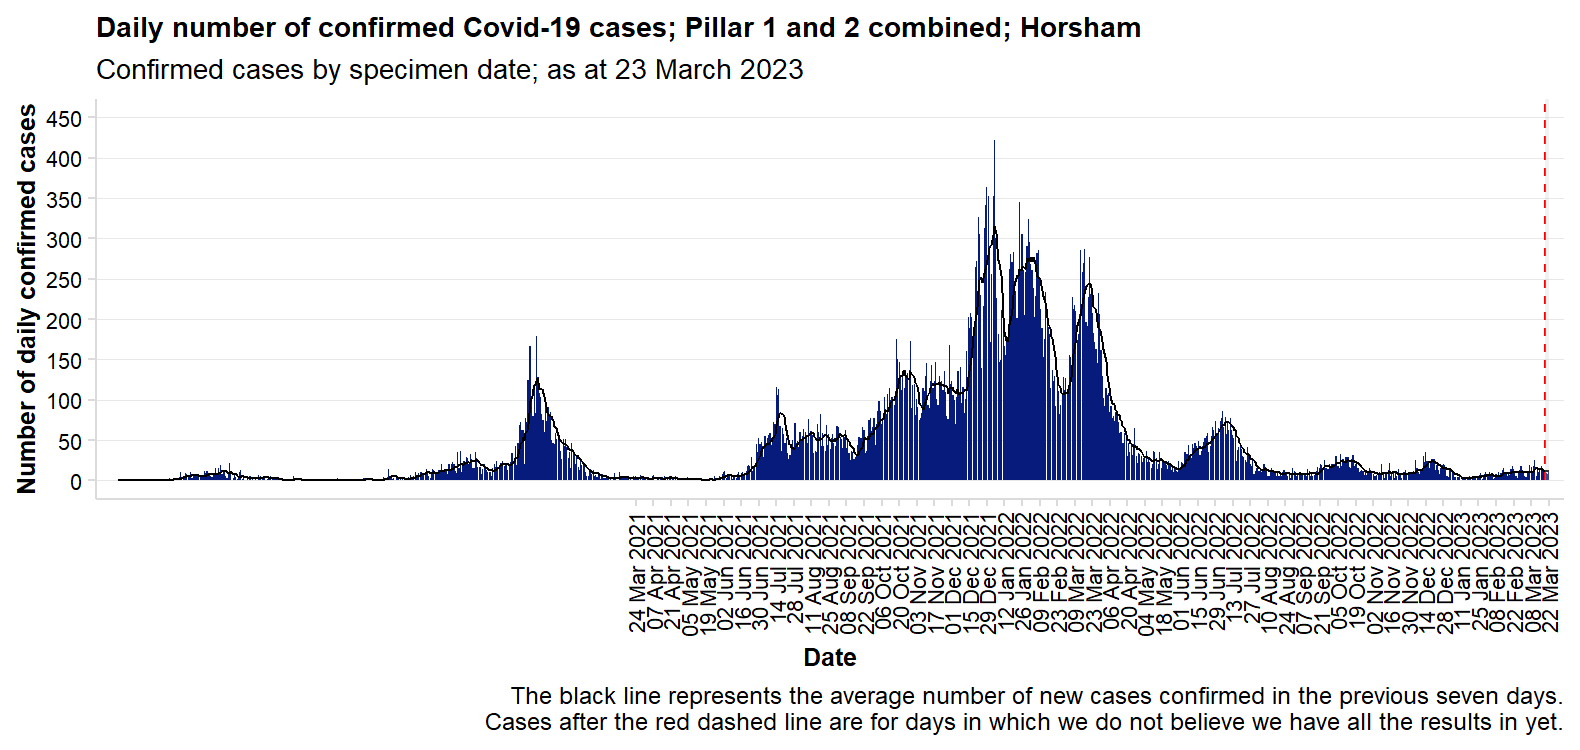 Daily number of confirmed Covid-19 cases; Pillar 1 and 2 combined; Horsham
Confirmed cases by specimen date; as at 23 March 2023
Number of daily confirmed cases
450
400
350
300
250
200
150
100
50
0
24 Mar 2021
07 Apr 2021
21 Apr 2021
05 May 2021
19 May 2021
02 Jun 2021
16 Jun 2021
30 Jun 2021
14 Jul 2021
28 Jul 2021
11 Aug 2021
25 Aug 2021
08 Sep 2021
22 Sep 2021
06 Oct 2021
20 Oct 2021
03 Nov 2021
17 Nov 2021
01 Dec 2021
15 Dec 2021
29 Dec 2021
12 Jan 2022
26 Jan 2022
09 Feb 2022
23 Feb 2022
09 Mar 2022
23 Mar 2022
06 Apr 2022
20 Apr 2022
04 May 2022
18 May 2022
01 Jun 2022
15 Jun 2022
29 Jun 2022
13 Jul 2022
27 Jul 2022
10 Aug 2022
24 Aug 2022
07 Sep 2022
21 Sep 2022
05 Oct 2022
19 Oct 2022
02 Nov 2022
16 Nov 2022
30 Nov 2022
14 Dec 2022
28 Dec 2022
11 Jan 2023
25 Jan 2023
08 Feb 2023
22 Feb 2023
08 Mar 2023
22 Mar 2023
Date
The black line represents the average number of new cases confirmed in the previous seven days.
Cases after the red dashed line are for days in which we do not believe we have all the results in yet.